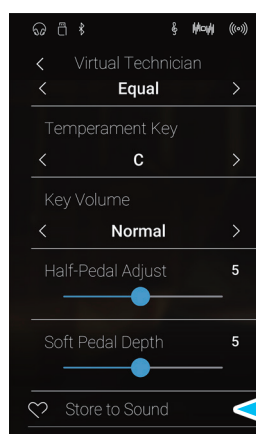 Virtual Technician
Equal
Temperament Key
C
Key Volume
Normal
Half-Pedal Adjust 5
Soft Pedal Depth 5
Store to Sound